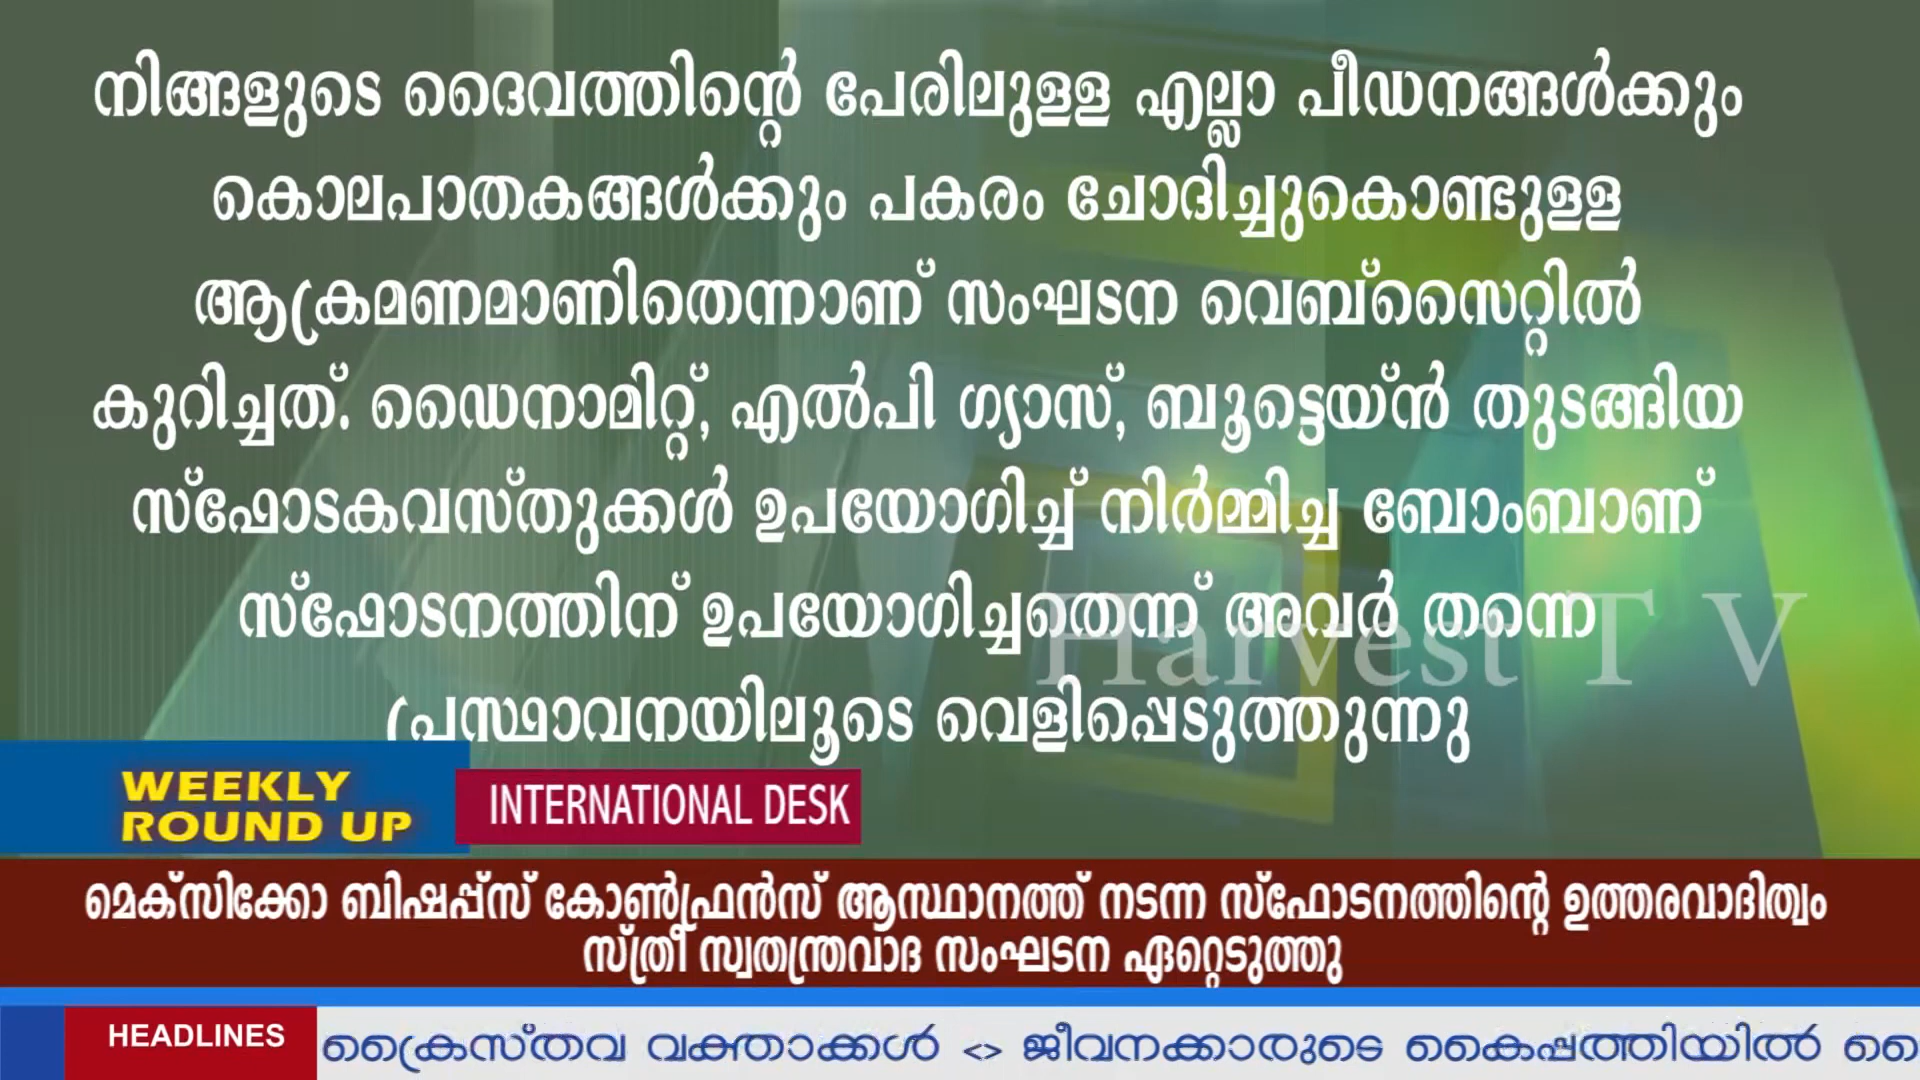 നിങ്ങളുടെ ദൈവത്തിന്റെ പേരിലുള്ള എല്ലാ പീഡനങ്ങൾക്കും
കൊലപാതകങ്ങൾക്കും പകരം ചോദിച്ചുകൊണ്ടുള്ള
ആക്രമണമാണിതെന്നാണ് സംഘടന വെബ്സൈറ്റിൽ
കുറിച്ചത്. ഡൈനാമിറ്റ്, എൽപി ഗ്യാസ്, ബൂട്ടെയ്ൻ തുടങ്ങിയ
സ്ഫോടകവസ്തുക്കൾ ഉപയോഗിച്ച് നിർമ്മിച്ച ബോംബാണ്
സ്ഫോടനത്തിന് ഉപയോഗിച്ചതെന്ന് അവർ തന്നെ
പ്രസ്ഥാവനയിലൂടെ വെളിപ്പെടുത്തുന്നു
Harvest T V
WEEKLY
ROUND UP
INTERNATIONAL DESK
മെക്സിക്കോ ബിഷപ്പ്സ് കോൺഫ്രൻസ് ആസ്ഥാനത്ത് നടന്ന സ്ഫോടനത്തിന്റെ ഉത്തരവാദിത്വം
സ്ത്രീ സ്വതന്ത്രവാദ സംഘടന ഏറ്റെടുത്തു
HEADLINES
ക്രൈസ്തവ വക്താക്കൾ <> ജീവനക്കാരുടെ കൈപ്പത്തിയിൽ